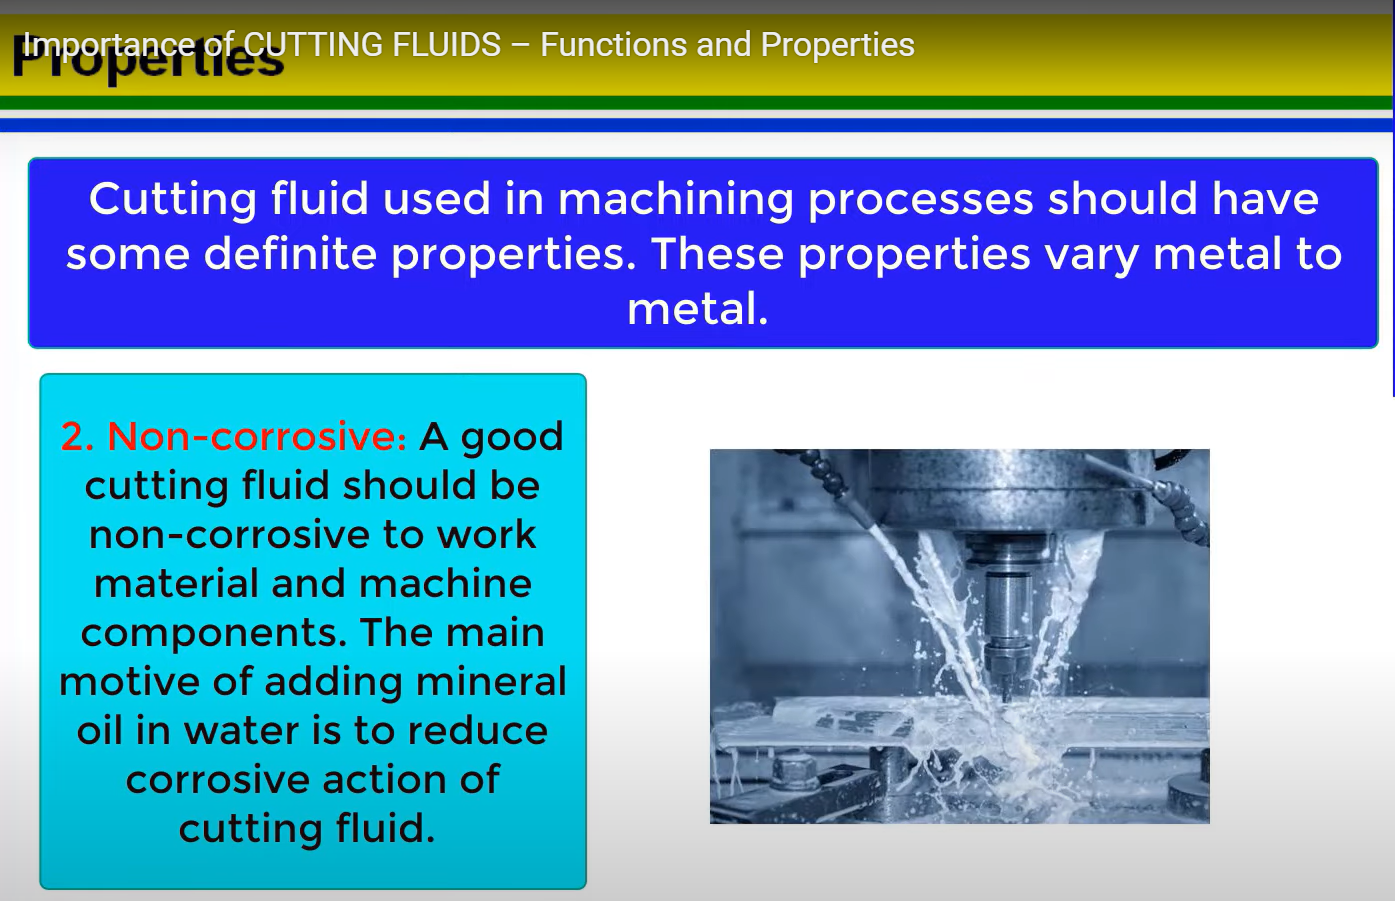 Importance of CUTTING FLUIDS – Functions and Properties
Properties
Cutting fluid used in machining processes should have
some definite properties. These properties vary metal to
metal.
2. Non-corrosive: A good
cutting fluid should be
non-corrosive to work
material and machine
components. The main
motive of adding mineral
oil in water is to reduce
corrosive action of
cutting fluid.